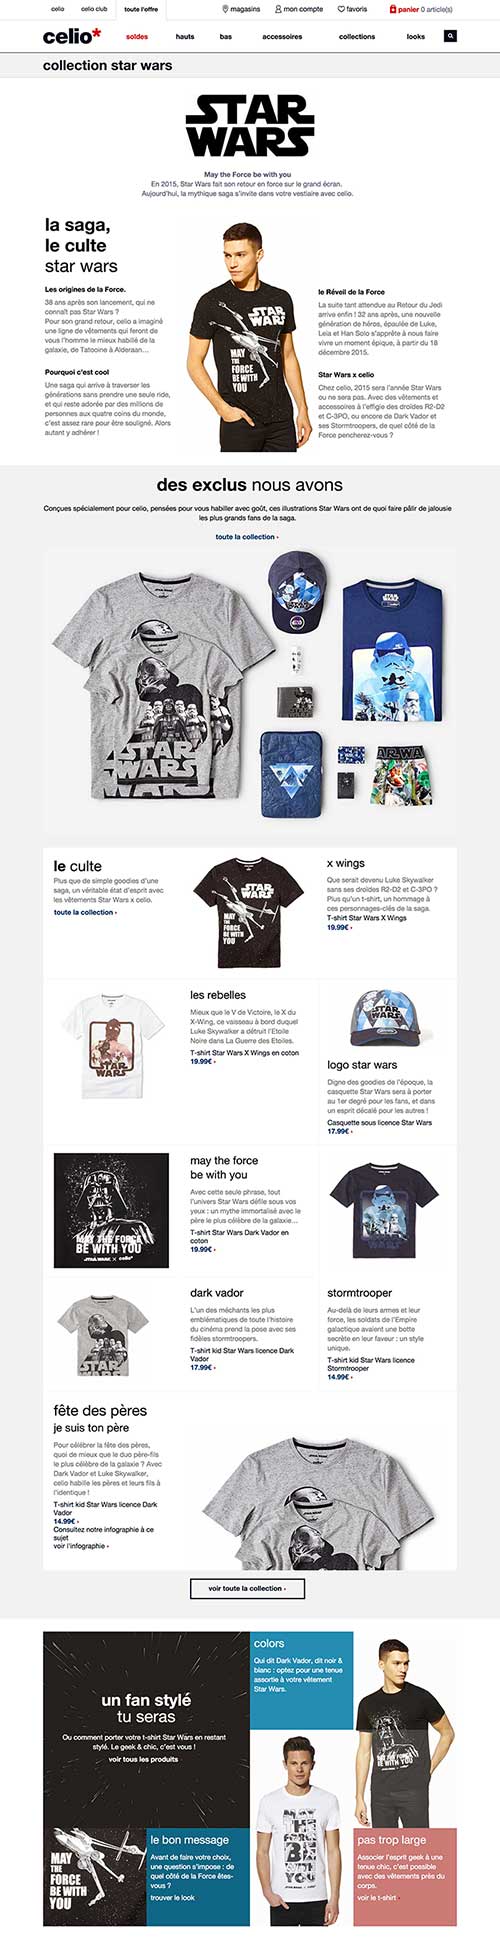 celio
celio club
toute l'offre
magasins
mon compte
favoris
panier 0 article(s)
celio*
soldes
hauts
bas
accessoires
collections
looks
collection star wars
STAR
WARS
May the Force be with you
En 2015, Star Wars fait son retour en force sur le grand écran.
Aujourd'hui, la mythique saga s'invite dans votre vestiaire avec celio.
la saga,
le culte
star wars
Les origines de la Force.
38 ans après son lancement, qui ne
connaît pas Star Wars ?
Pour son grand retour, celio a imaginé
une ligne de vêtements qui feront de
vous l'homme le mieux habillé de la
galaxie, de Tatooine à Alderaan...
Pourquoi c'est cool
Une saga qui arrive à traverser les
générations sans prendre une seule ride,
et qui reste adorée par des millions de
personnes aux quatre coins du monde,
c'est assez rare pour être souligné. Alors
autant y adhérer !
STAR
WARS
MAY
THE
FORCE
BE WITH
YOU
le Réveil de la Force
La suite tant attendue au Retour du Jedi
arrive enfin ! 32 ans après, une nouvelle
génération de héros, épaulée de Luke,
Leia et Han Solo s'apprête à nous faire
vivre un moment épique, à partir du 18
décembre 2015.
Star Wars x celio
Chez celio, 2015 sera l'année Star Wars
ou ne sera pas. Avec des vêtements et
accessoires à l'effigie des droïdes R2-D2
et C-3PO, ou encore de Dark Vador et
ses Stormtroopers, de quel côté de la
Force pencherez-vous ?
des exclus nous avons
Conçues spécialement pour celio, pensées pour vous habiller avec goût, ces illustrations Star Wars ont de quoi faire pâlir de jalousie
les plus grands fans de la saga.
toute la collection ›
STAR
WARS
STAR
WARS
le culte
Plus que de simple goodies d'une
saga, un véritable état d'esprit avec
les vêtements Star Wars x celio.
toute la collection ›
STAR
WARS
MAY
THE
FORCE
BE WITH
YOU
x wings
Que serait devenu Luke Skywalker
sans ses droïdes R2-D2 et C-3PO ?
Plus qu'un t-shirt, un hommage à
ces personnages-clés de la saga.
T-shirt Star Wars X Wings
19.99€ ›
STAR
WARS
les rebelles
Mieux que le V de Victoire, le X du
X-Wing, ce vaisseau à bord duquel
Luke Skywalker a détruit l'Etoile
Noire dans La Guerre des Etoiles.
T-shirt Star Wars X Wings en coton
19.99€ ›
STAR
WARS
logo star wars
Digne des goodies de l'époque, la
casquette Star Wars sera à porter
au 1er degré pour les fans, et dans
un esprit décalé pour les autres !
Casquette sous licence Star Wars
17.99€ ›
MAY THE FORCE
BE WITH YOU
STAR WARS x celio*
may the force
be with you
Avec cette seule phrase, tout
l'univers Star Wars défile sous vos
yeux : un mythe immortalisé avec le
père le plus célèbre de la galaxie...
T-shirt Star Wars Dark Vador en
coton
19.99€ ›
STAR
WARS
STAR
WARS
dark vador
L'un des méchants les plus
emblématiques de toute l'histoire
du cinéma prend la pose avec ses
fidèles stormtroopers.
T-shirt kid Star Wars licence Dark
Vador
17.99€ ›
stormtrooper
Au-delà de leurs armes et leur
force, les soldats de l'Empire
galactique avaient une botte
secrète en leur faveur : un style
unique.
T-shirt kid Star Wars licence
Stormtrooper
14.99€ ›
fête des pères
je suis ton père
Pour célébrer la fête des pères,
quoi de mieux que le duo père-fils
le plus célèbre de la galaxie ? Avec
Dark Vador et Luke Skywalker,
celio habille les pères et leurs fils à
l'identique !
T-shirt kid Star Wars licence Dark
Vador
14.99€ ›
Consultez notre infographie à ce
sujet
voir l'infographie ›
voir toute la collection ›
un fan stylé
tu seras
Ou comment porter votre t-shirt Star Wars en restant
stylé. Le geek & chic, c'est vous !
voir tous les produits
colors
Qui dit Dark Vador, dit noir &
blanc : optez pour une tenue
assortie à votre vêtement
Star Wars.
MAY THE FORCE
BE WITH YOU
MAY
THE
FORCE
BE WITH
YOU
le bon message
Avant de faire votre choix,
une question s'impose : de
quel côté de la Force êtes-
vous ?
trouver le look
MAY
THE
BE
WITH
YOU
pas trop large
Associer l'esprit geek à une
tenue chic, c'est possible
avec des vêtements près du
corps.
voir le t-shirt ›